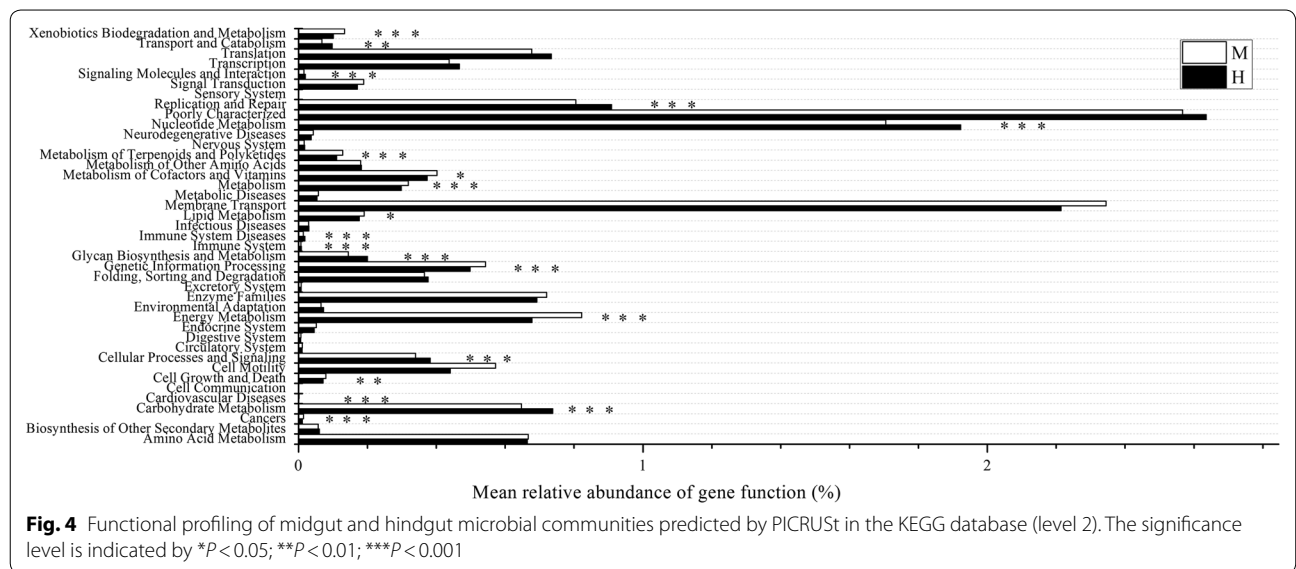 Xenobiotics Biodegradation and Metabolism * * *
Transport and Catabolism * *
Translation
Transcription
Signaling Molecules and Interaction * * *
Signal Transduction
Sensory System
Replication and Repair * * *
Poorly Characterized
Nucleotide Metabolism * * *
Neurodegenerative Diseases
Nervous System
Metabolism of Terpenoids and Polyketides * * *
Metabolism of Other Amino Acids
Metabolism of Cofactors and Vitamins *
Metabolism * * *
Metabolic Diseases
Membrane Transport
Lipid Metabolism *
Infectious Diseases
Immune System Diseases * * *
Immune System * * *
Glycan Biosynthesis and Metabolism * * *
Genetic Information Processing * * *
Folding, Sorting and Degradation
Excretory System
Enzyme Families
Environmental Adaptation
Energy Metabolism * * *
Endocrine System
Digestive System
Circulatory System
Cellular Processes and Signaling * * *
Cell Motility
Cell Growth and Death * *
Cell Communication
Cardiovascular Diseases * * *
Carbohydrate Metabolism * * *
Cancers * * *
Biosynthesis of Other Secondary Metabolites
Amino Acid Metabolism
M
H
0 1 2
Mean relative abundance of gene function (%)
Fig. 4 Functional profiling of midgut and hindgut microbial communities predicted by PICRUSt in the KEGG database (level 2). The significance
level is indicated by *P < 0.05; **P < 0.01; ***P < 0.001